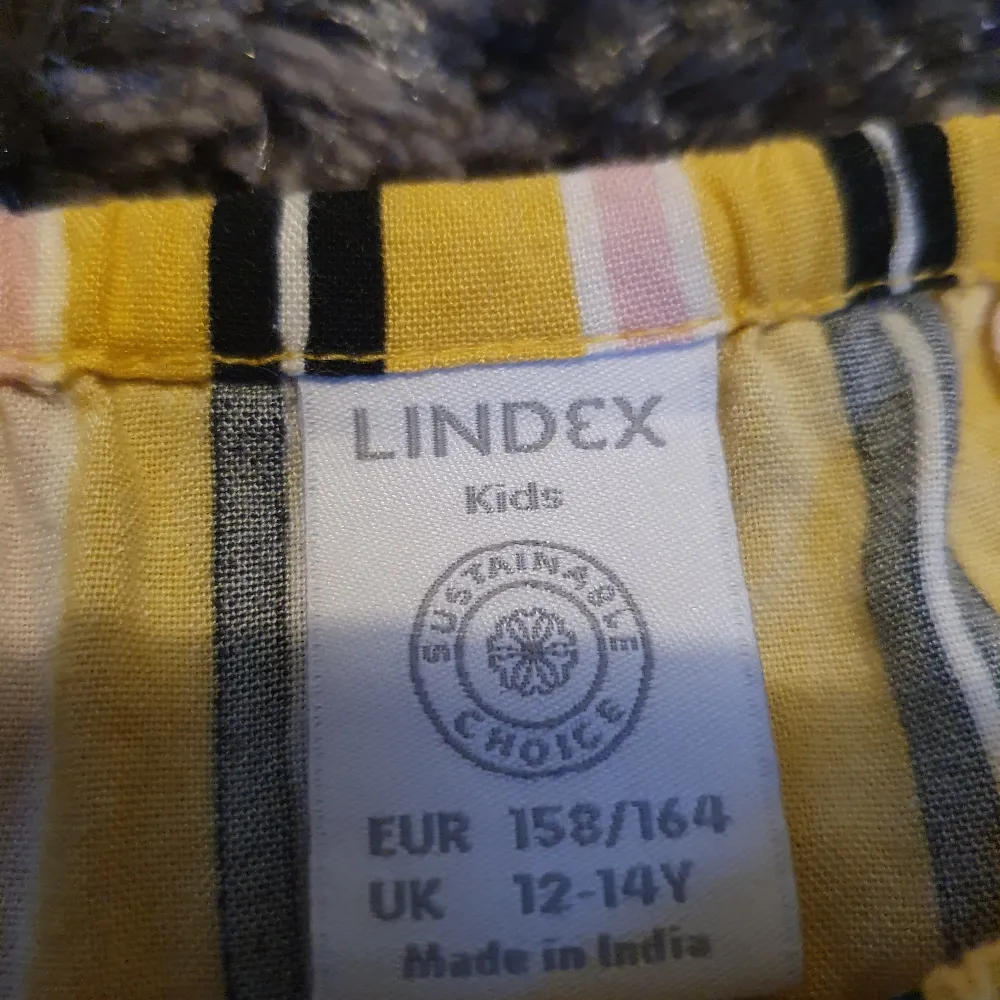 LINDEX
Kids
SUSTAINABLE
CHOICE
EUR 158/164
UK 12-14Y
Made in India